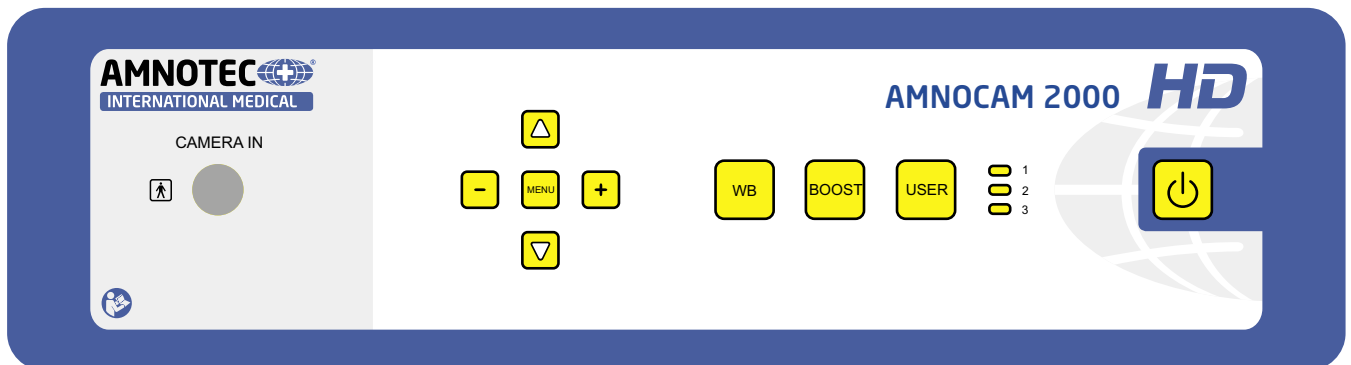 AMNOTEC ®
INTERNATIONAL MEDICAL
CAMERA IN
AMNOCAM 2000 HD
- MENU +
WB BOOST USER
1
2
3